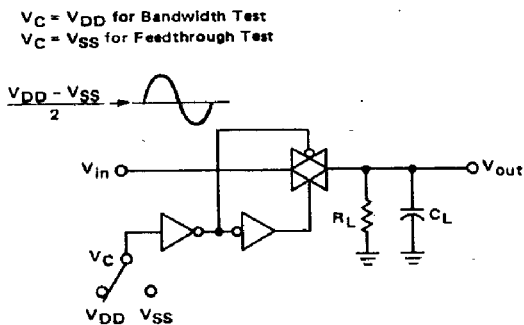 VC = VDD for Bandwidth Test
VC = VSS for Feedthrough Test
VDD - VSS
2
Vin
Vout
RL
CL
VC
VDD VSS